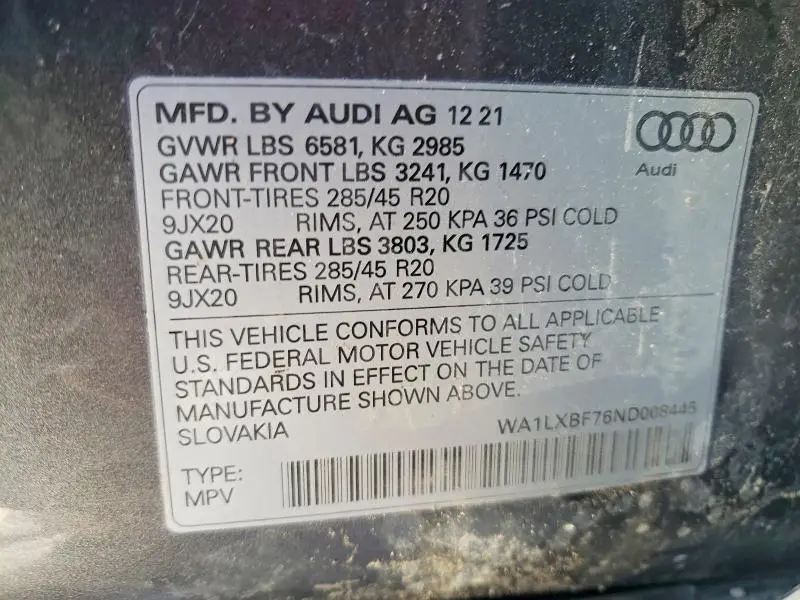 MFD. BY AUDI AG 12 21
GVWR LBS 6581, KG 2985
GAWR FRONT LBS 3241, KG 1470
FRONT-TIRES 285/45 R20
9JX20 RIMS, AT 250 KPA 36 PSI COLD
GAWR REAR LBS 3803, KG 1725
REAR-TIRES 285/45 R20
9JX20 RIMS, AT 270 KPA 39 PSI COLD
Audi
THIS VEHICLE CONFORMS TO ALL APPLICABLE
U.S. FEDERAL MOTOR VEHICLE SAFETY
STANDARDS IN EFFECT ON THE DATE OF
MANUFACTURE SHOWN ABOVE.
SLOVAKIA WA1LXBF76ND008445
TYPE:
MPV